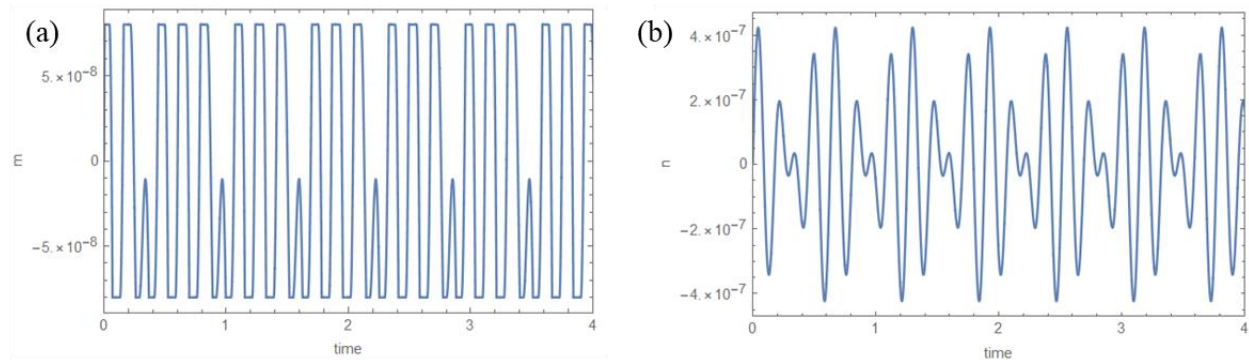 (a)
5.×10⁻⁸
0
−5.×10⁻⁸
m
0 1 2 3 4
time
(b)
4.×10⁻⁷
2.×10⁻⁷
0
−2.×10⁻⁷
−4.×10⁻⁷
n
0 1 2 3 4
time